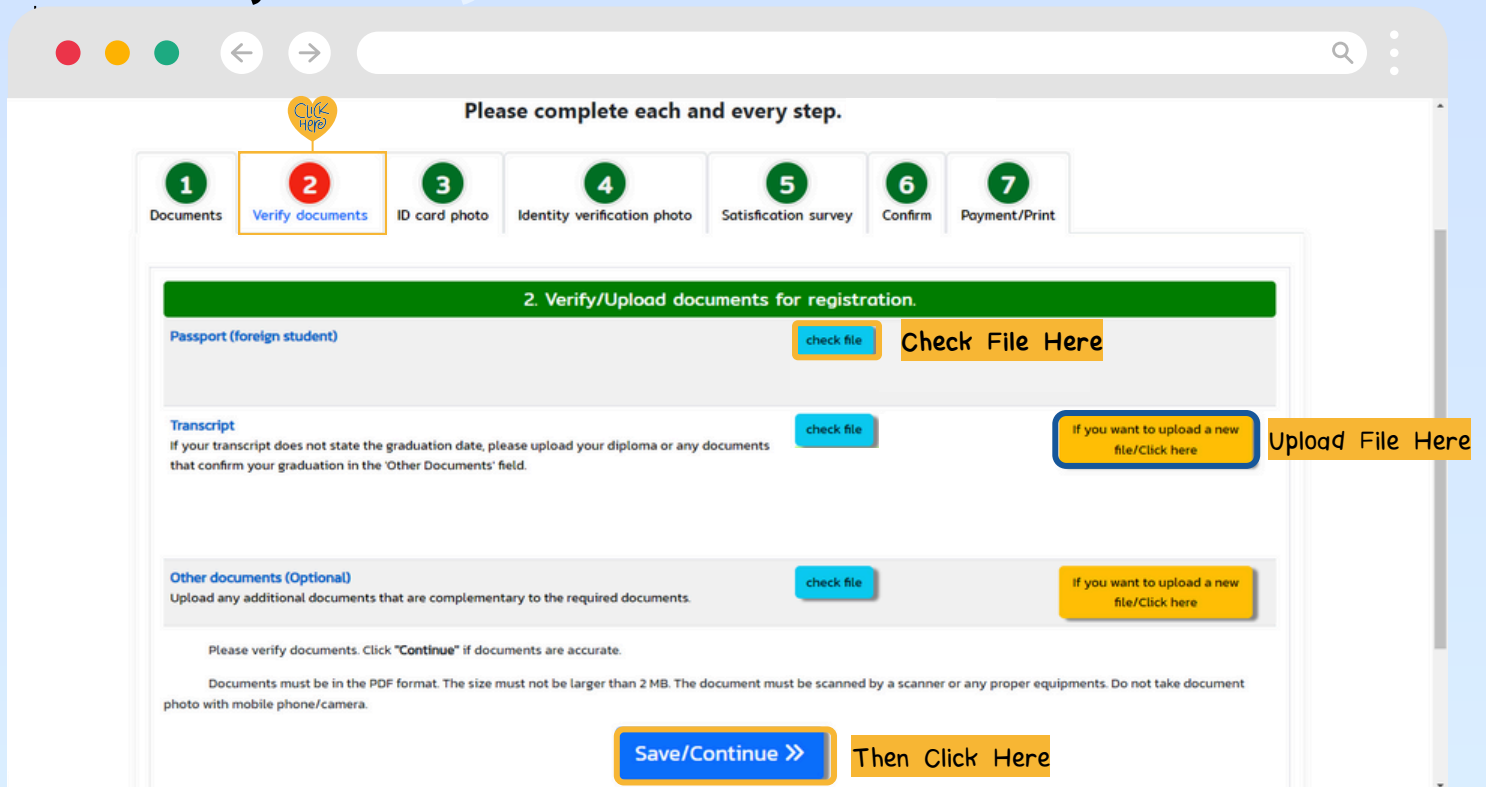 Click Here
Please complete each and every step.
1
Documents
2
Verify documents
3
ID card photo
4
Identity verification photo
5
Satisfication survey
6
Confirm
7
Payment/Print
2. Verify/Upload documents for registration.
Passport (foreign student)
check file
Check File Here
Transcript
If your transcript does not state the graduation date, please upload your diploma or any documents
that confirm your graduation in the 'Other Documents' field.
check file
If you want to upload a new
file/Click here
Upload File Here
Other documents (Optional)
Upload any additional documents that are complementary to the required documents.
check file
If you want to upload a new
file/Click here
Please verify documents. Click "Continue" if documents are accurate.
Documents must be in the PDF format. The size must not be larger than 2 MB. The document must be scanned by a scanner or any proper equipments. Do not take document
photo with mobile phone/camera.
Save/Continue »
Then Click Here